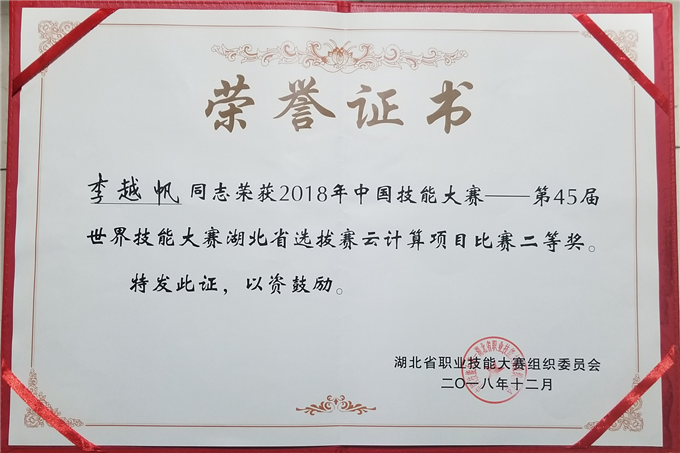 荣誉证书
李越帆同志荣获2018年中国技能大赛——第45届
世界技能大赛湖北省选拔赛云计算项目比赛二等奖。
特发此证，以资鼓励。
湖北省职业技能大赛组织委员会
二〇一八年十二月